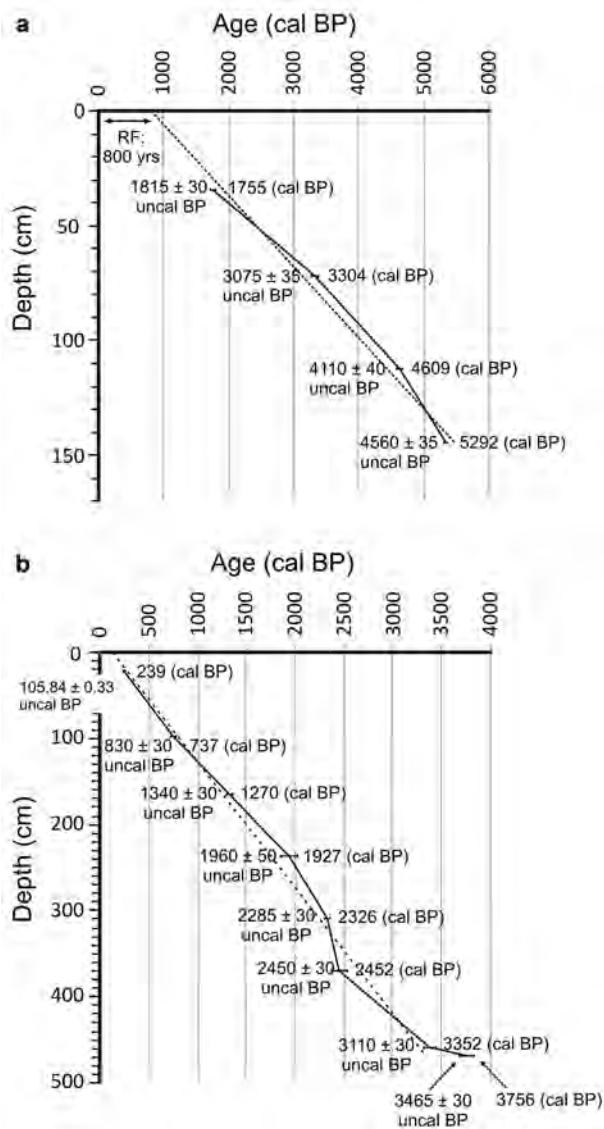 a
Age (cal BP)
0
1000
2000
3000
4000
5000
6000
Depth (cm)
0
50
100
150
RF:
800 yrs
1815 ± 30
uncal BP
1755 (cal BP)
3075 ± 35
uncal BP
3304 (cal BP)
4110 ± 40
uncal BP
4609 (cal BP)
4560 ± 35
uncal BP
5292 (cal BP)
b
Age (cal BP)
0
500
1000
1500
2000
2500
3000
3500
4000
Depth (cm)
0
100
200
300
400
500
239 (cal BP)
105,84 ± 0.33
uncal BP
830 ± 30
uncal BP
737 (cal BP)
1340 ± 30
uncal BP
1270 (cal BP)
1960 ± 50
uncal BP
1927 (cal BP)
2285 ± 30
uncal BP
2326 (cal BP)
2450 ± 30
uncal BP
2452 (cal BP)
3110 ± 30
uncal BP
3352 (cal BP)
3465 ± 30
uncal BP
3756 (cal BP)